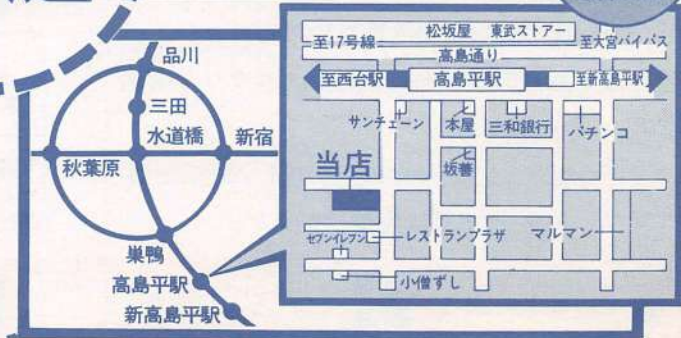 品川
三田
水道橋
新宿
秋葉原
巣鴨
高島平駅
新高島平駅
松坂屋 東武ストアー
至17号線
至大宮バイパス
高島通り
至西台駅
高島平駅
至新高島平駅
サンチェーン
本屋
三和銀行
パチンコ
坂善
当店
セブンイレブン
レストランプラザ
マルマン
小僧ずし